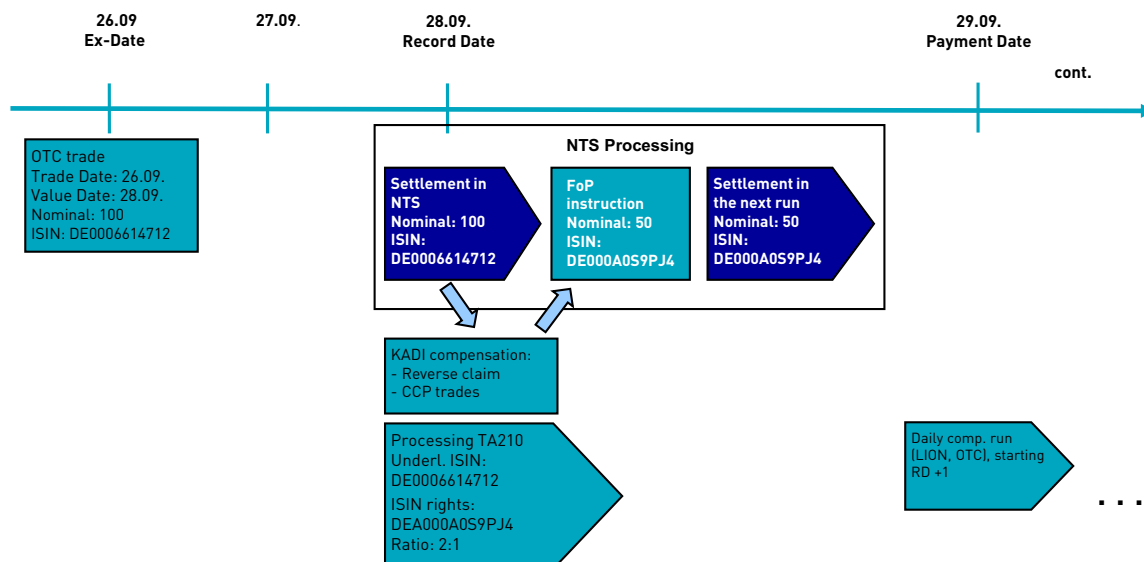 26.09
Ex-Date
27.09.
28.09.
Record Date
29.09.
Payment Date
cont.
OTC trade
Trade Date: 26.09.
Value Date: 28.09.
Nominal: 100
ISIN: DE0006614712
NTS Processing
Settlement in
NTS
Nominal: 100
ISIN:
DE0006614712
FoP
instruction
Nominal: 50
ISIN:
DE000A0S9PJ4
Settlement in
the next run
Nominal: 50
ISIN:
DE000A0S9PJ4
KADI compensation:
- Reverse claim
- CCP trades
Processing TA210
Underl. ISIN:
DE0006614712
ISIN rights:
DEA000A0S9PJ4
Ratio: 2:1
Daily comp. run
(LION, OTC), starting
RD +1
. . .